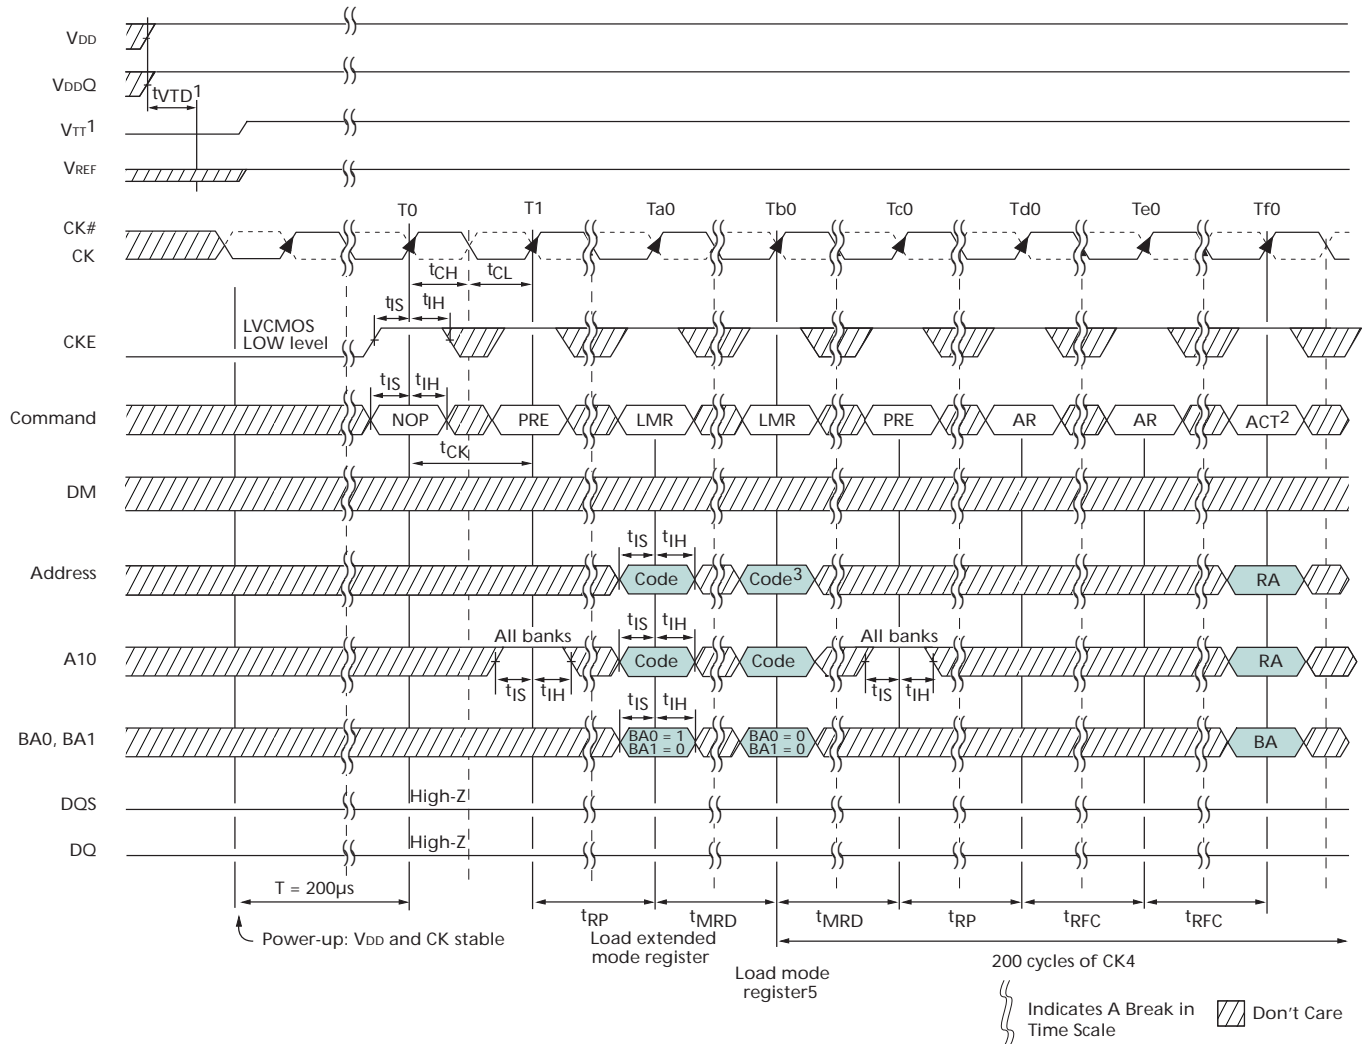 VDD
VDDQ
tVTD1
VTT1
VREF
T0 T1 Ta0 Tb0 Tc0 Td0 Te0 Tf0
CK#
CK
tCH tCL
tIS tIH
LVCMOS
LOW level
CKE
tIS tIH
Command NOP PRE LMR LMR PRE AR AR ACT2
tCK
DM
tIS tIH
Address Code Code3 RA
All banks tIS tIH All banks
A10 Code Code RA
tIS tIH tIS tIH
tIS tIH
BA0, BA1
BA0 = 1 BA0 = 0
BA1 = 0 BA1 = 0
BA
DQS High-Z
DQ High-Z
T = 200µs
tRP tMRD tMRD tRP tRFC tRFC
Power-up: VDD and CK stable
Load extended
mode register
200 cycles of CK4
Load mode
register5
Indicates A Break in
Time Scale
Don't Care